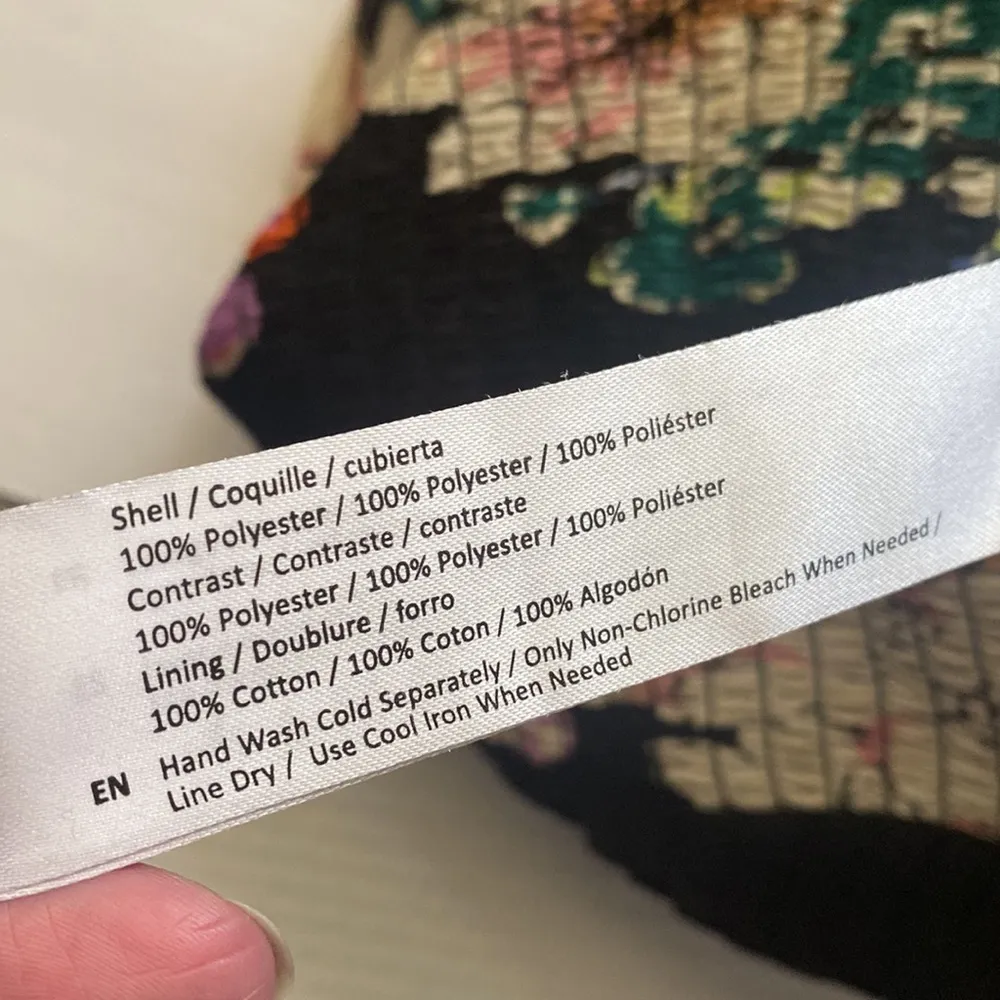 Shell / Coquille / cubierta
100% Polyester / 100% Polyester / 100% Poliéster
Contrast / Contraste / contraste
100% Polyester / 100% Polyester / 100% Poliéster
Lining / Doublure / forro
100% Cotton / 100% Coton / 100% Algodón
EN Hand Wash Cold Separately / Only Non-Chlorine Bleach When Needed /
Line Dry / Use Cool Iron When Needed